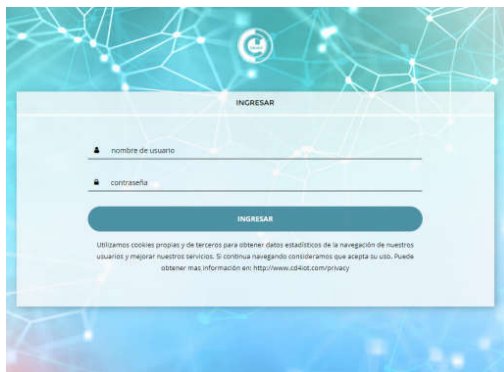 INGRESAR
nombre de usuario
contraseña
INGRESAR
Utilizamos cookies propias y de terceros para obtener datos estadísticos de la navegación de nuestros
usuarios y mejorar nuestros servicios. Si continua navegando consideramos que acepta su uso. Puede
obtener mas información en: http://www.cd4iot.com/privacy